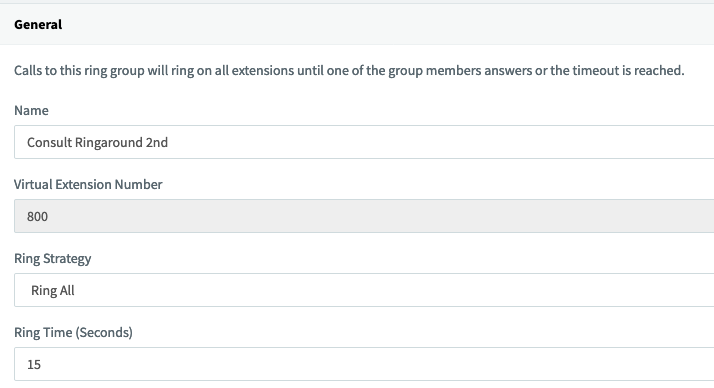 General
Calls to this ring group will ring on all extensions until one of the group members answers or the timeout is reached.
Name
Consult Ringaround 2nd
Virtual Extension Number
800
Ring Strategy
Ring All
Ring Time (Seconds)
15